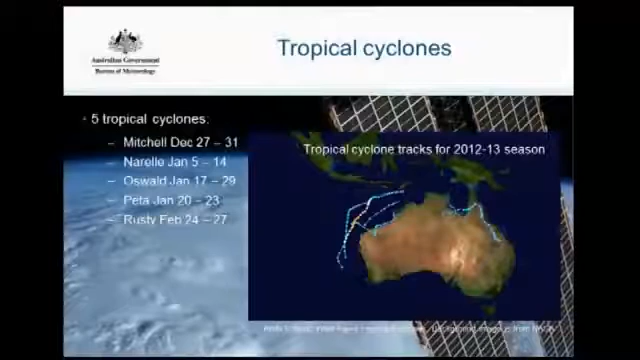 Tropical cyclones
Australian Government
Bureau of Meteorology
• 5 tropical cyclones:
– Mitchell Dec 27 – 31
– Narelle Jan 5 – 14
– Oswald Jan 17 – 29
– Peta Jan 20 – 23
– Rusty Feb 24 – 27
Tropical cyclone tracks for 2012-13 season